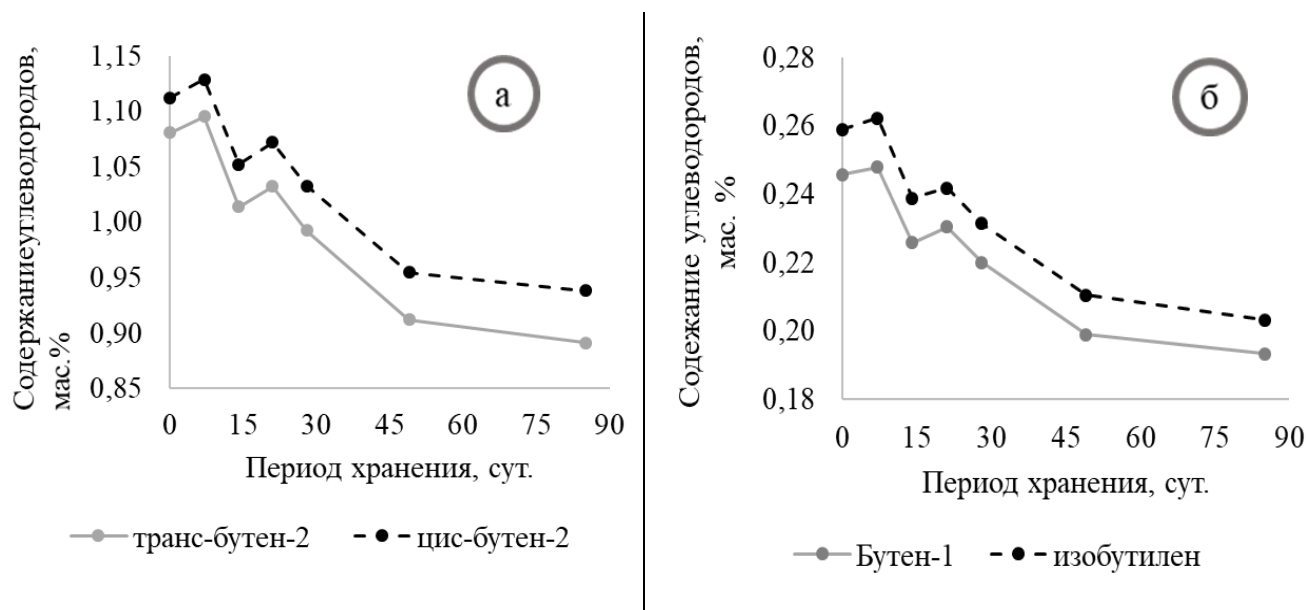 Содержаниеуглеводородов,
мас.%
1,15
1,10
1,05
1,00
0,95
0,90
0,85
0 15 30 45 60 75 90
Период хранения, сут.
транс-бутен-2 цис-бутен-2
а
Содежание углеводородов,
мас. %
0,28
0,26
0,24
0,22
0,20
0,18
0 15 30 45 60 75 90
Период хранения, сут.
Бутен-1 изобутилен
б